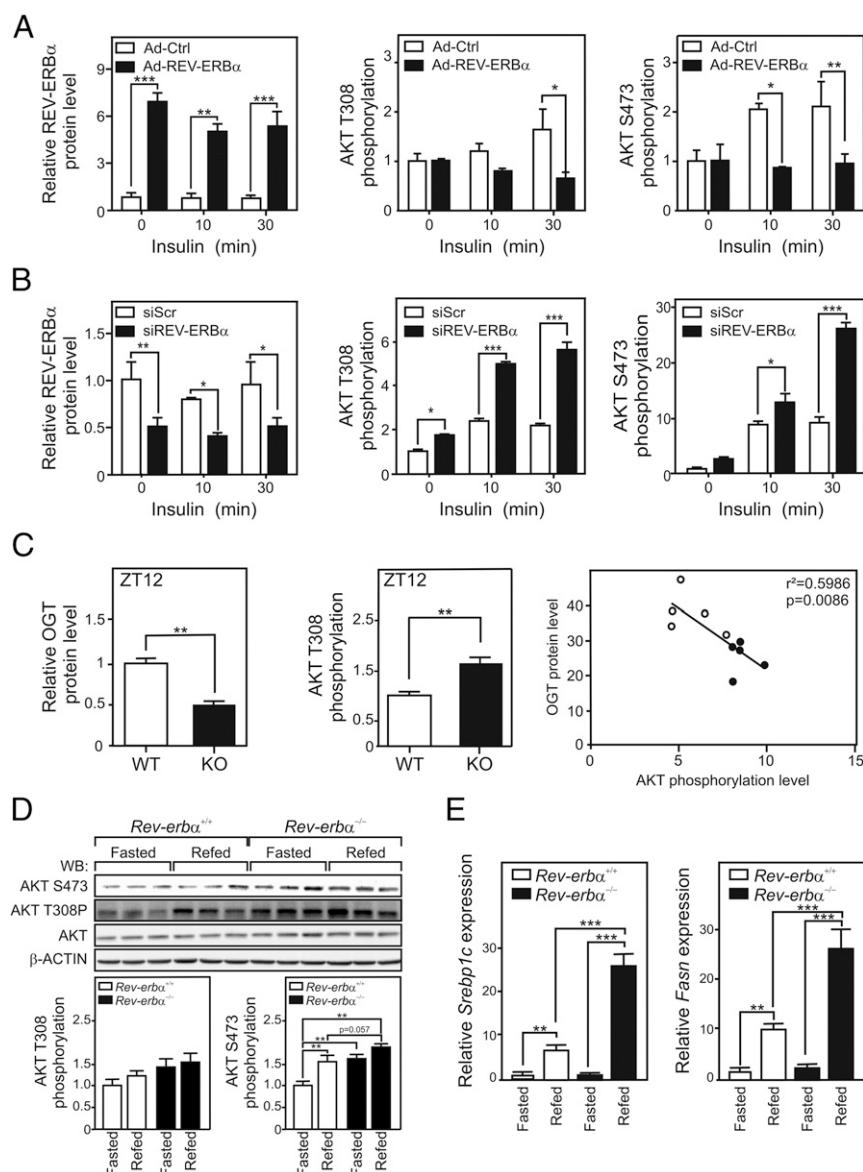 A
Ad-Ctrl
Ad-REV-ERBα
Relative REV-ERBα
protein level
9
6
3
0
***
**
***
0 10 30
Insulin (min)
Ad-Ctrl
Ad-REV-ERBα
AKT T308
phosphorylation
3
2
1
0
*
0 10 30
Insulin (min)
Ad-Ctrl
Ad-REV-ERBα
AKT S473
phosphorylation
3
2
1
0
*
**
0 10 30
Insulin (min)
B
siScr
siREV-ERBα
Relative REV-ERBα
protein level
1.5
1.0
0.5
0
**
*
*
0 10 30
Insulin (min)
siScr
siREV-ERBα
AKT T308
phosphorylation
6
4
2
0
*
***
***
0 10 30
Insulin (min)
siScr
siREV-ERBα
AKT S473
phosphorylation
30
20
10
0
*
***
0 10 30
Insulin (min)
C
ZT12
Relative OGT
protein level
1.5
1
0.5
0
**
WT KO
ZT12
AKT T308
phosphorylation
2.5
1.5
0.5
0
**
WT KO
r²=0.5986
p=0.0086
OGT protein level
40
30
20
10
0
0 5 10 15
AKT phosphorylation level
D
Rev-erbα+/+ Rev-erbα−/−
Fasted Refed Fasted Refed
WB:
AKT S473
AKT T308P
AKT
β-ACTIN
Rev-erbα+/+
Rev-erbα−/−
AKT T308
phosphorylation
2.0
1.5
1.0
0
Fasted Refed Fasted Refed
Rev-erbα+/+
Rev-erbα−/−
AKT S473
phosphorylation
2.0
1.5
1.0
0
**
p=0.057
**
**
Fasted Refed Fasted Refed
E
Rev-erbα+/+
Rev-erbα−/−
Relative Srebp1c expression
30
20
10
0
***
***
**
Fasted Refed Fasted Refed
Rev-erbα+/+
Rev-erbα−/−
Relative Fasn expression
30
20
10
0
***
***
**
Fasted Refed Fasted Refed